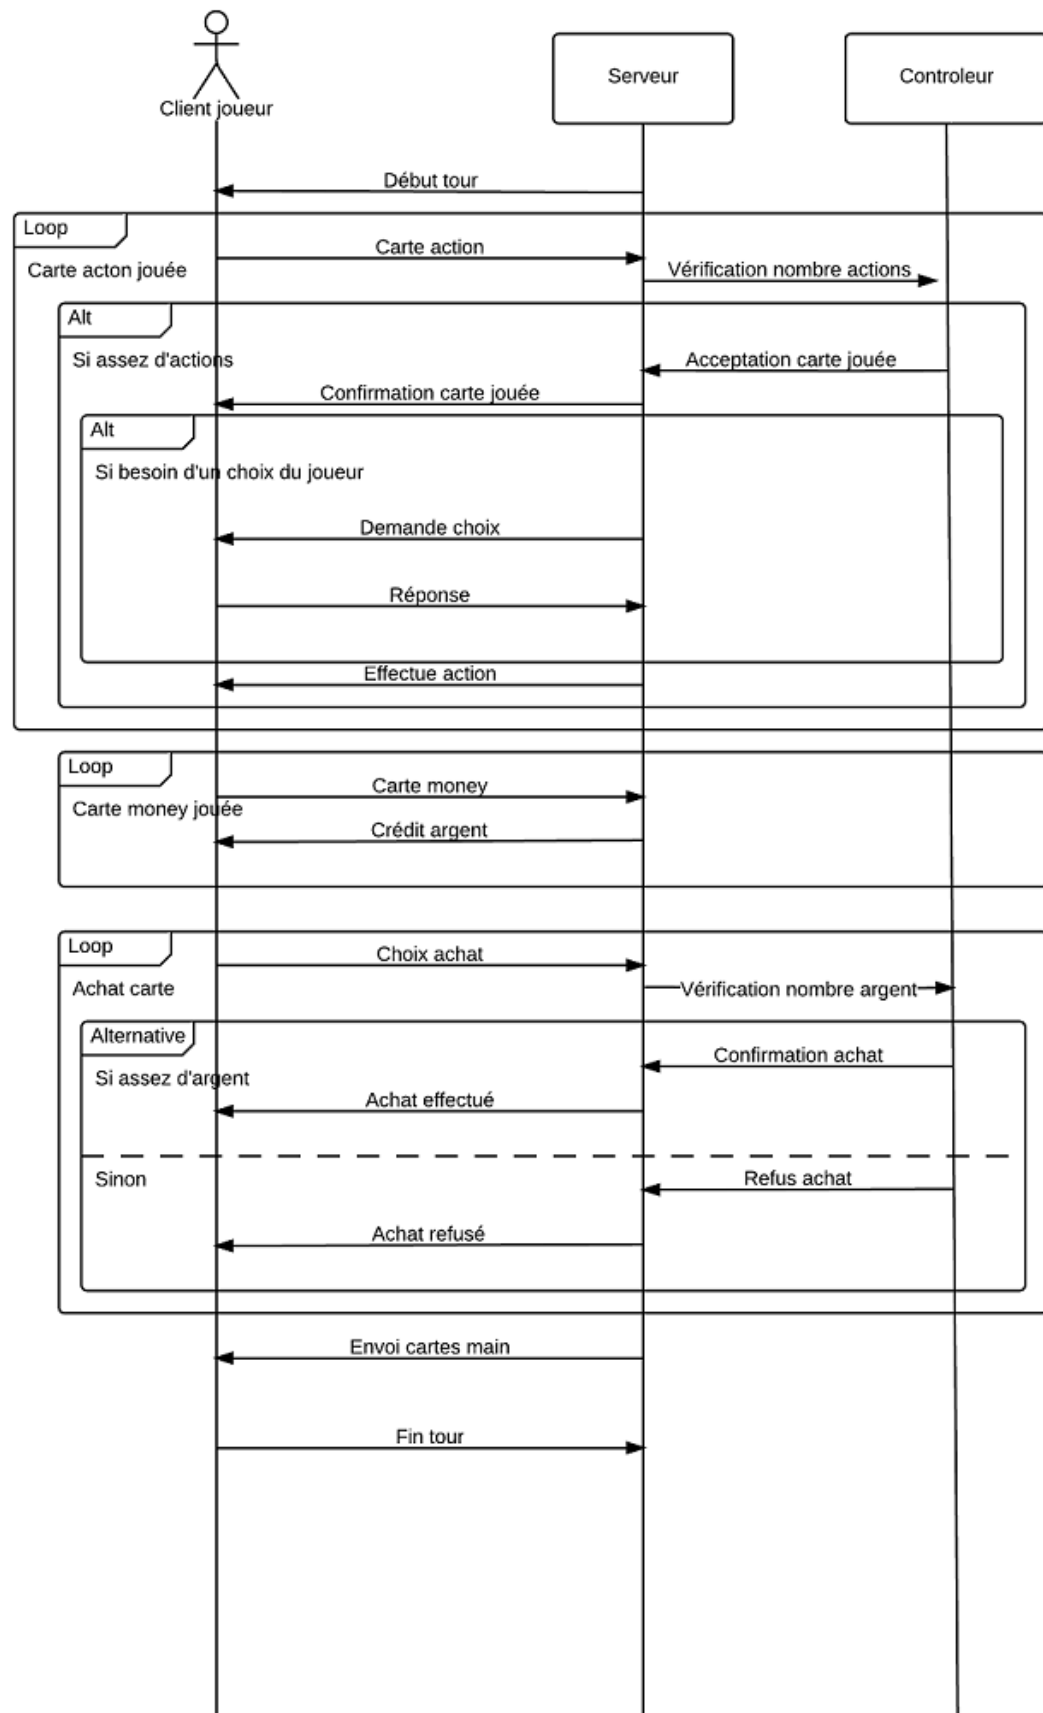 Client joueur
Serveur
Controleur
Début tour
Loop
Carte action
Carte acton jouée
Vérification nombre actions
Alt
Si assez d'actions
Acceptation carte jouée
Confirmation carte jouée
Alt
Si besoin d'un choix du joueur
Demande choix
Réponse
Effectue action
Loop
Carte money
Carte money jouée
Crédit argent
Loop
Choix achat
Achat carte
Vérification nombre argent
Alternative
Confirmation achat
Si assez d'argent
Achat effectué
Sinon
Refus achat
Achat refusé
Envoi cartes main
Fin tour